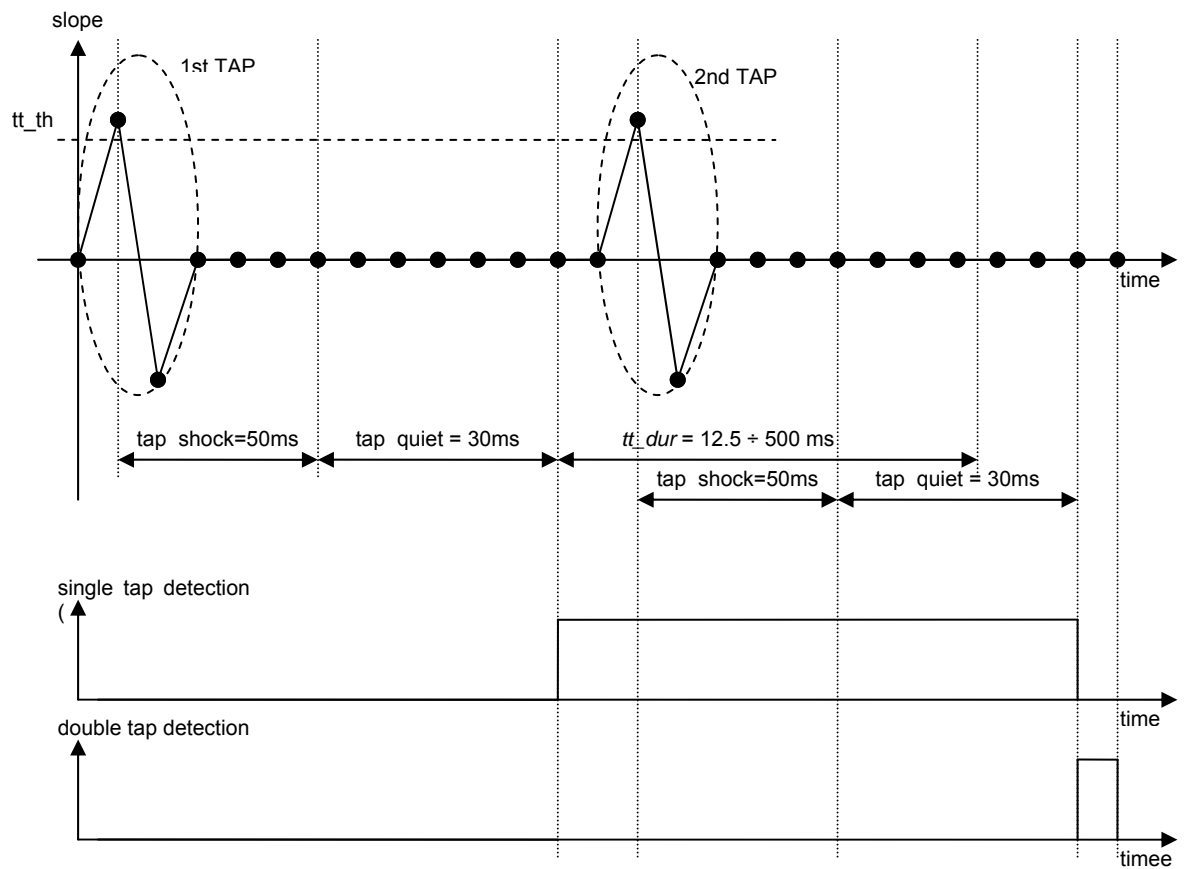 slope
1st TAP
2nd TAP
tt_th
time
tap shock=50ms
tap quiet = 30ms
tt_dur = 12.5 ÷ 500 ms
tap shock=50ms
tap quiet = 30ms
single tap detection
(
time
double tap detection
timee